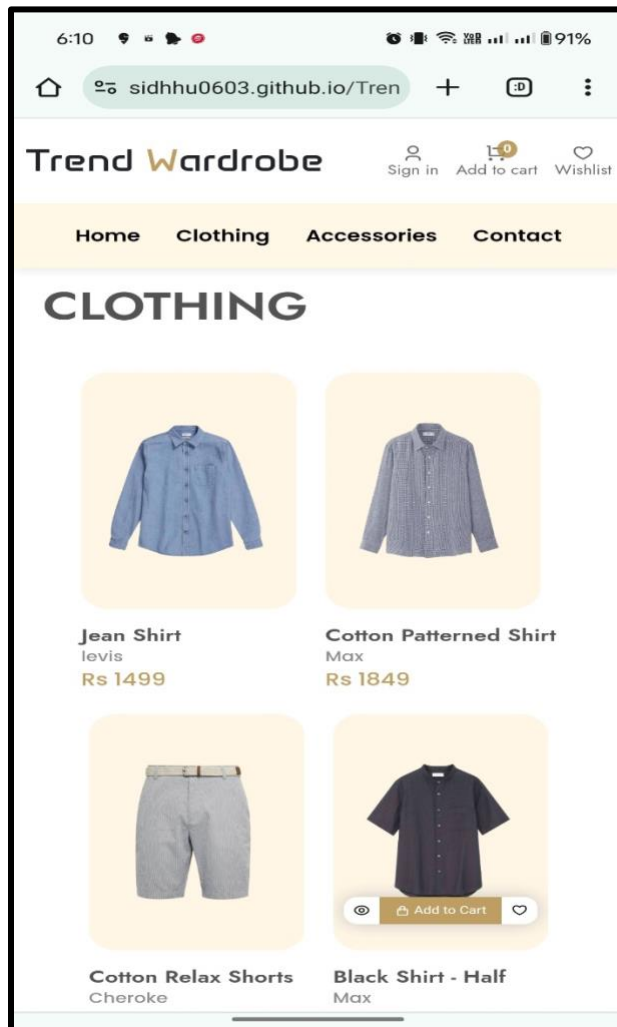 6:10 91%
sidhhu0603.github.io/Tren :D
Trend Wardrobe
0
Sign in Add to cart Wishlist
Home Clothing Accessories Contact
CLOTHING
Jean Shirt Cotton Patterned Shirt
levis Max
Rs 1499 Rs 1849
Add to Cart
Cotton Relax Shorts Black Shirt - Half
Cheroke Max